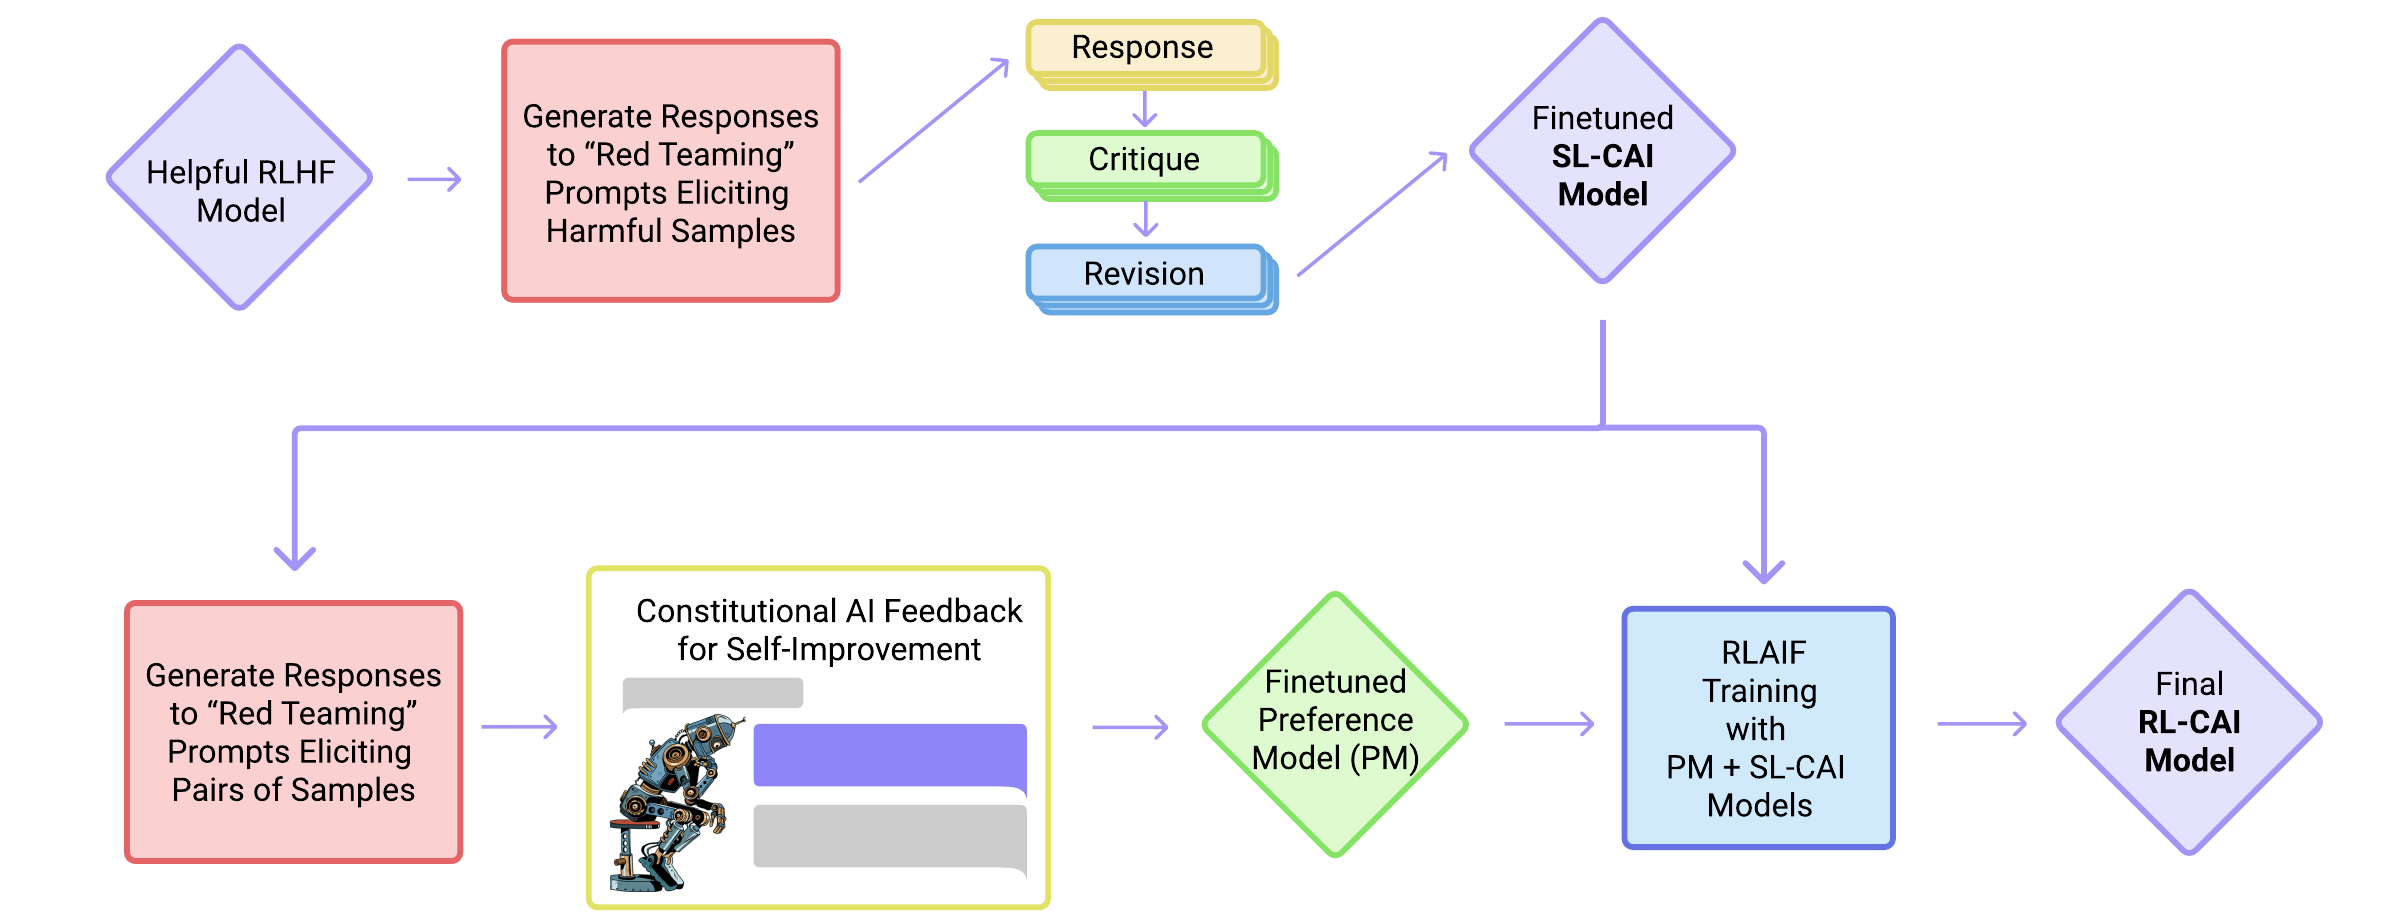 Helpful RLHF
Model
Generate Responses
to “Red Teaming”
Prompts Eliciting
Harmful Samples
Response
Critique
Revision
Finetuned
SL-CAI
Model
Generate Responses
to “Red Teaming”
Prompts Eliciting
Pairs of Samples
Constitutional AI Feedback
for Self-Improvement
Finetuned
Preference
Model (PM)
RLAIF
Training
with
PM + SL-CAI
Models
Final
RL-CAI
Model